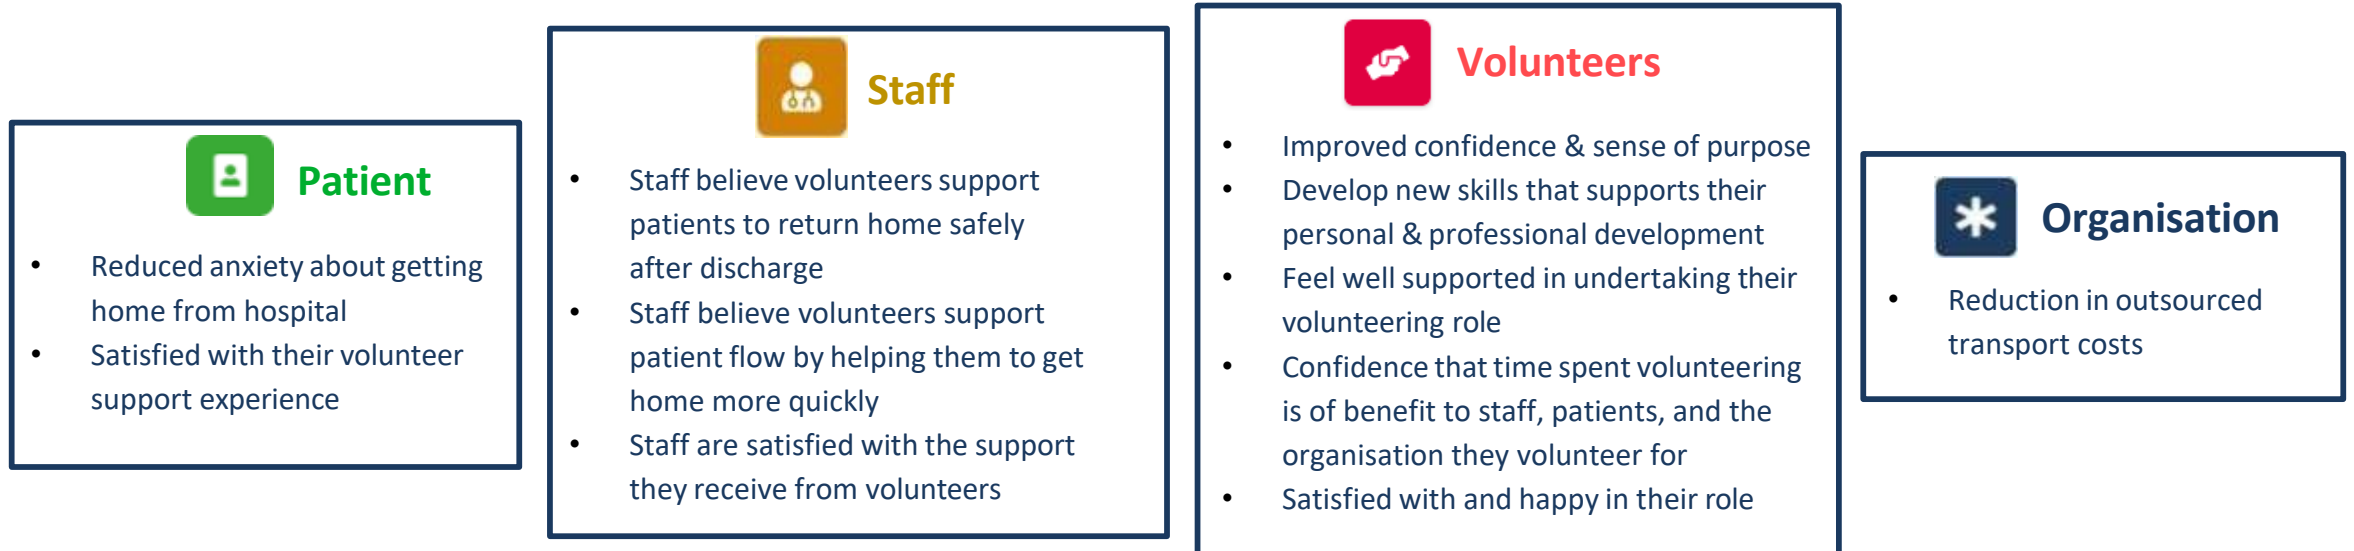 Patient
• Reduced anxiety about getting
home from hospital
• Satisfied with their volunteer
support experience
Staff
• Staff believe volunteers support
patients to return home safely
after discharge
• Staff believe volunteers support
patient flow by helping them to get
home more quickly
• Staff are satisfied with the support
they receive from volunteers
Volunteers
• Improved confidence & sense of purpose
• Develop new skills that supports their
personal & professional development
• Feel well supported in undertaking their
volunteering role
• Confidence that time spent volunteering
is of benefit to staff, patients, and the
organisation they volunteer for
• Satisfied with and happy in their role
Organisation
• Reduction in outsourced
transport costs